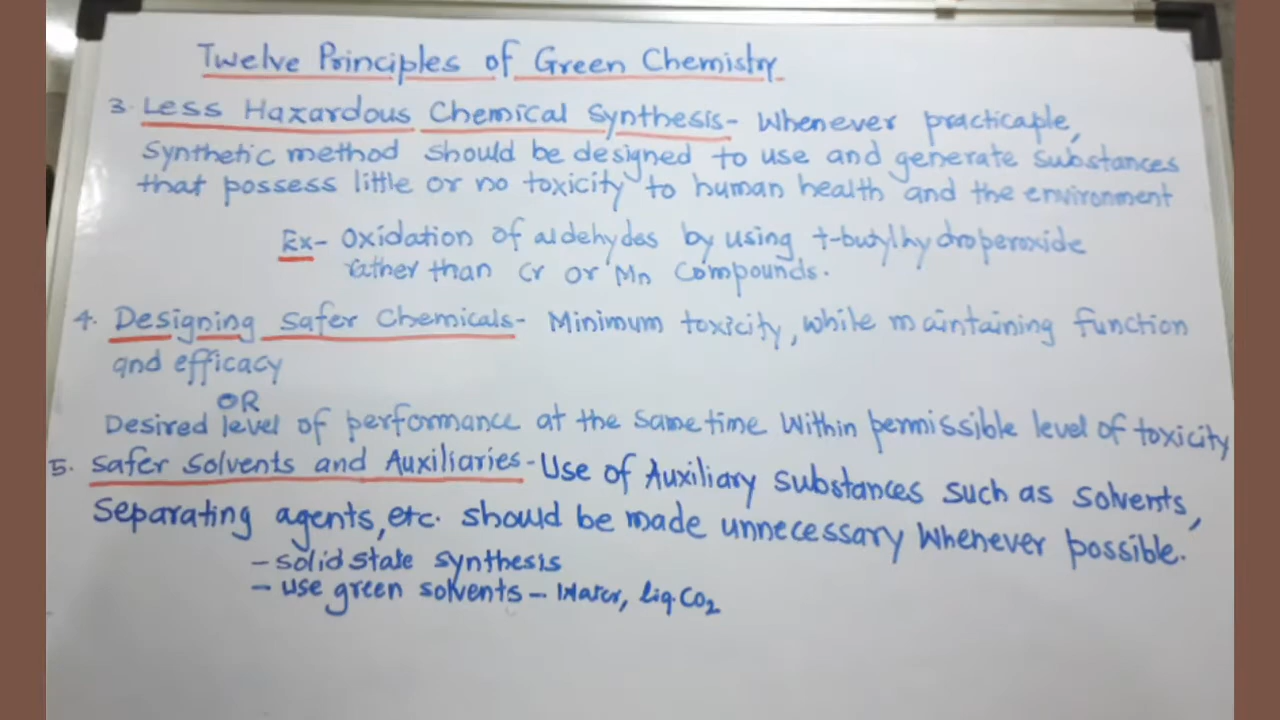 Twelve Principles of Green Chemistry
3. Less Hazardous Chemical Synthesis- Whenever practicaple,
Synthetic method should be designed to use and generate substances
that possess little or no toxicity to human health and the environment
Ex- Oxidation of aldehydes by using t-butylhydroperoxide
rather than Cr or Mn Compounds.
4. Designing Safer Chemicals- Minimum toxicity, while maintaining function
and efficacy
OR
Desired level of performance at the same time Within permissible level of toxicity
5. Safer Solvents and Auxiliaries- Use of Auxiliary substances such as solvents,
Separating agents, etc. should be made unnecessary Whenever possible.
- Solid state synthesis
- Use green solvents - Water, liq. CO2